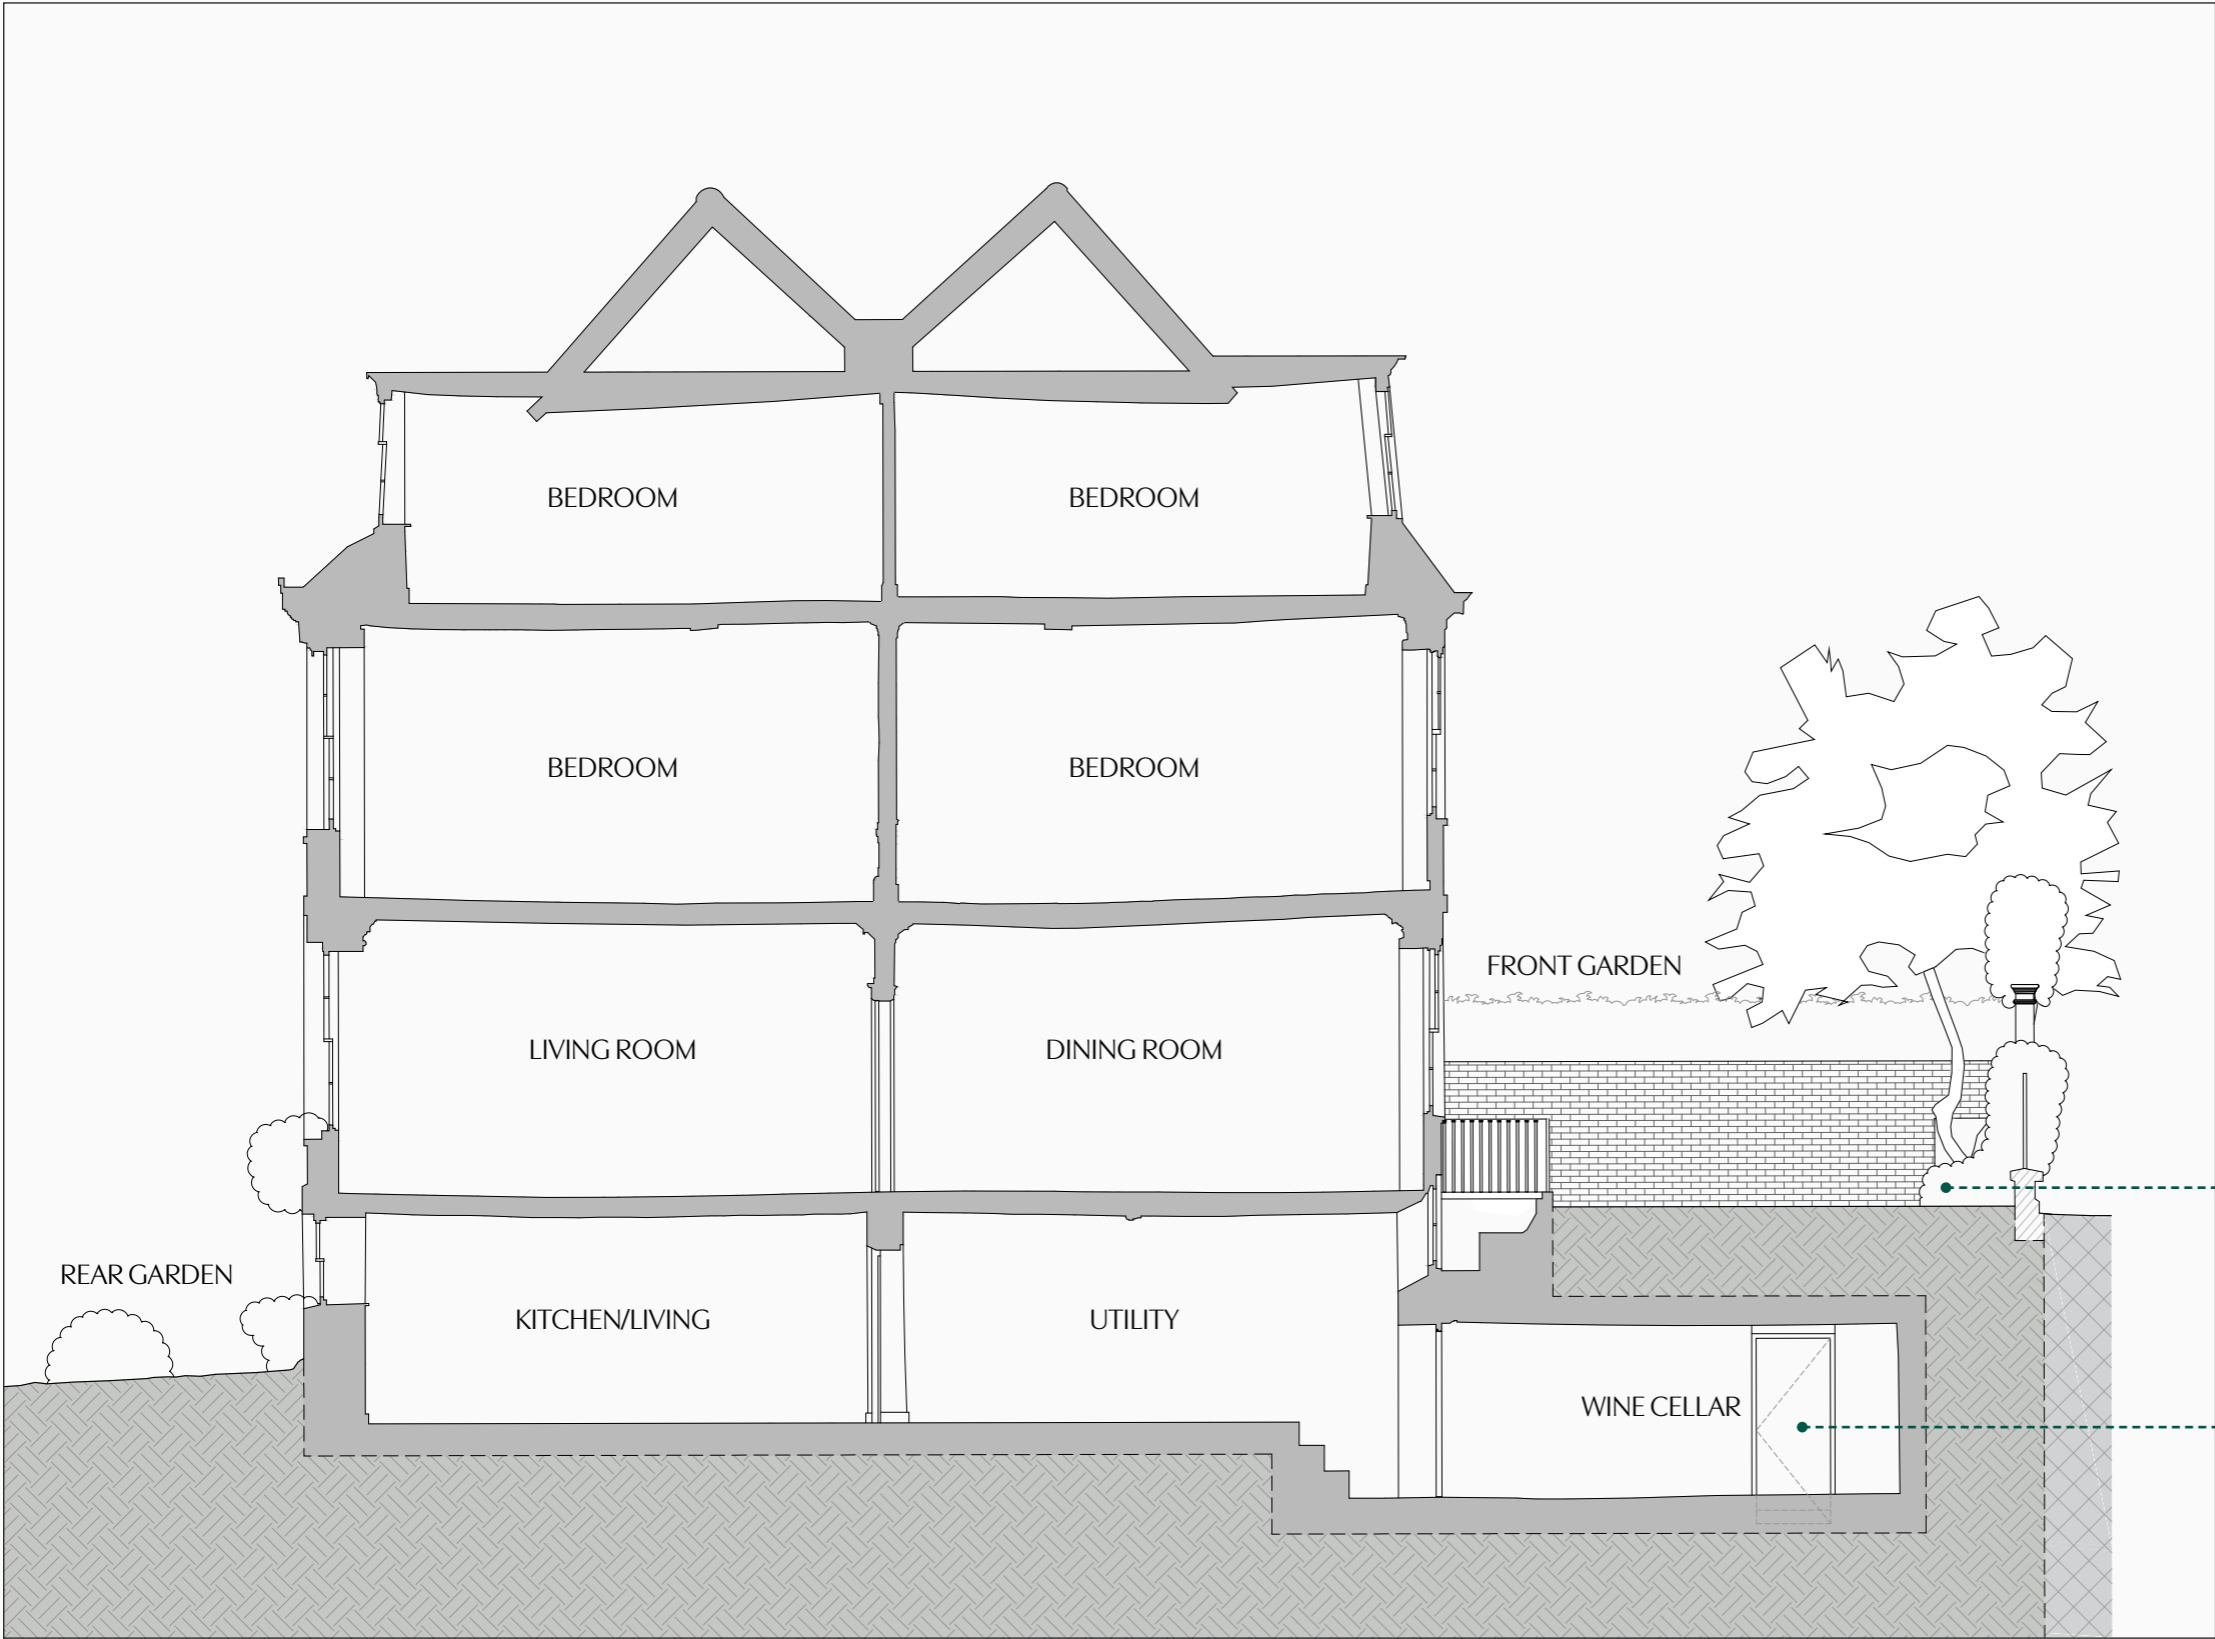 BEDROOM
BEDROOM
BEDROOM
BEDROOM
FRONT GARDEN
LIVING ROOM
DINING ROOM
REAR GARDEN
KITCHEN/LIVING
UTILITY
WINE CELLAR